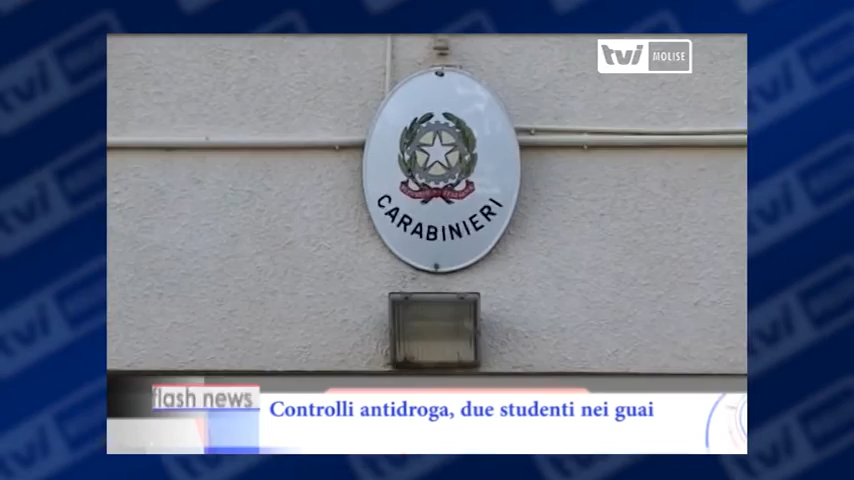 tvi MOLISE
CARABINIERI
flash news
Controlli antidroga, due studenti nei guai